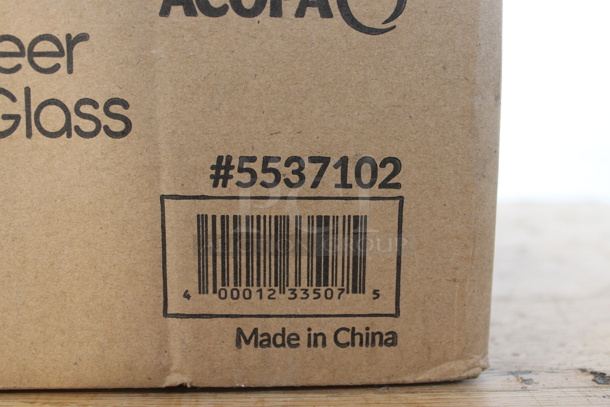 ACOPA
eer
Glass
#5537102
4 00012 33507 5
Made in China